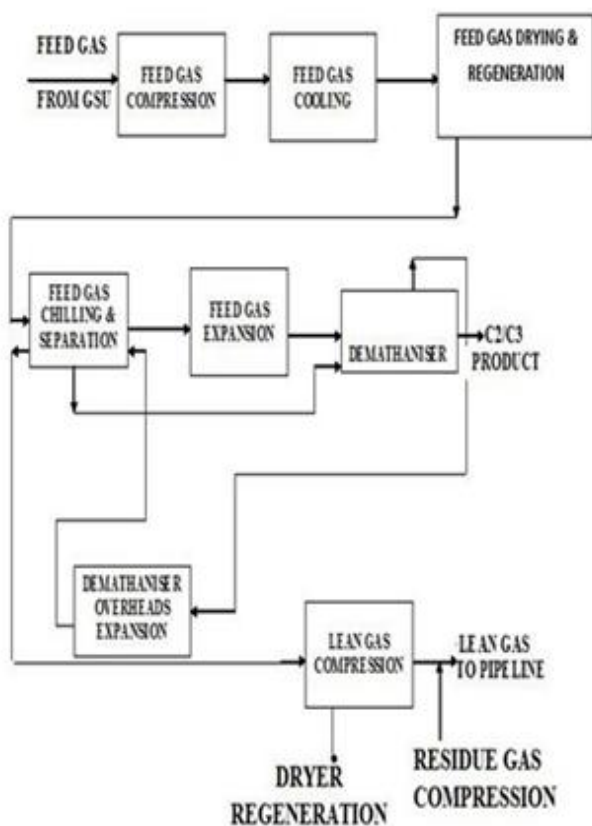 FEED GAS
FROM GSU
FEED GAS
COMPRESSION
FEED GAS
COOLING
FEED GAS DRYING &
REGENERATION
FEED GAS
CHILLING &
SEPARATION
FEED GAS
EXPANSION
DEMATHANISER
C2/C3
PRODUCT
DEMATHANISER
OVERHEADS
EXPANSION
LEAN GAS
COMPRESSION
LEAN GAS
TO PIPELINE
DRYER
REGENERATION
RESIDUE GAS
COMPRESSION